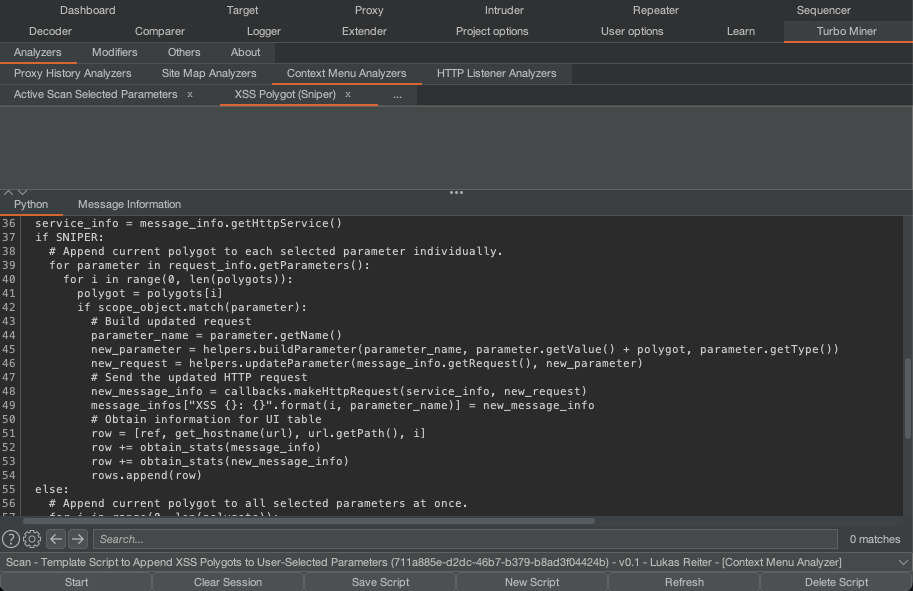 Dashboard Target Proxy Intruder Repeater Sequencer
Decoder Comparer Logger Extender Project options User options Learn Turbo Miner
Analyzers Modifiers Others About
Proxy History Analyzers Site Map Analyzers Context Menu Analyzers HTTP Listener Analyzers
Active Scan Selected Parameters x XSS Polygot (Sniper) x ...
Python Message Information
36 service_info = message_info.getHttpService()
37 if SNIPER:
38 # Append current polygot to each selected parameter individually.
39 for parameter in request_info.getParameters():
40 for i in range(0, len(polygots)):
41 polygot = polygots[i]
42 if scope_object.match(parameter):
43 # Build updated request
44 parameter_name = parameter.getName()
45 new_parameter = helpers.buildParameter(parameter_name, parameter.getValue() + polygot, parameter.getType())
46 new_request = helpers.updateParameter(message_info.getRequest(), new_parameter)
47 # Send the updated HTTP request
48 new_message_info = callbacks.makeHttpRequest(service_info, new_request)
49 message_infos["XSS {}: {}".format(i, parameter_name)] = new_message_info
50 # Obtain information for UI table
51 row = [ref, get_hostname(url), url.getPath(), i]
52 row += obtain_stats(message_info)
53 row += obtain_stats(new_message_info)
54 rows.append(row)
55 else:
56 # Append current polygot to all selected parameters at once.
57 for i in range(0, len(polygots)):
? Search... 0 matches
Scan - Template Script to Append XSS Polygots to User-Selected Parameters (711a885e-d2dc-46b7-b379-b8ad3f04424b) - v0.1 - Lukas Reiter - [Context Menu Analyzer]
Start Clear Session Save Script New Script Refresh Delete Script